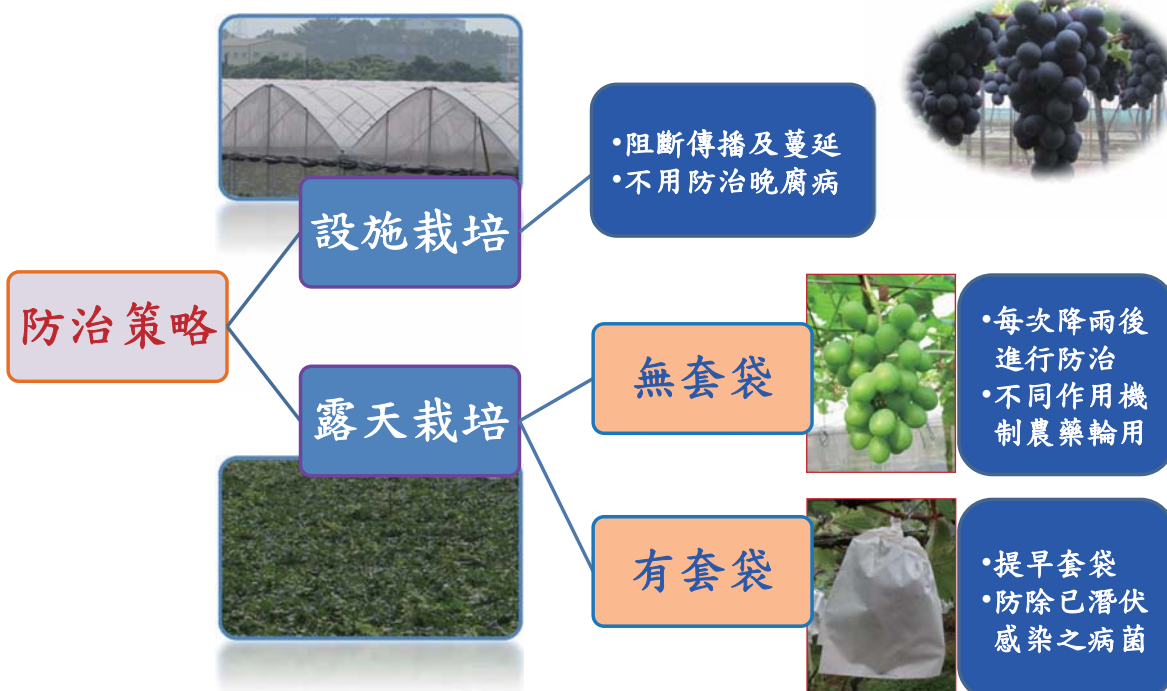 防治策略
設施栽培
•阻斷傳播及蔓延
•不用防治晚腐病
露天栽培
無套袋
•每次降雨後
進行防治
•不同作用機
制農藥輪用
有套袋
•提早套袋
•防除已潛伏
感染之病菌